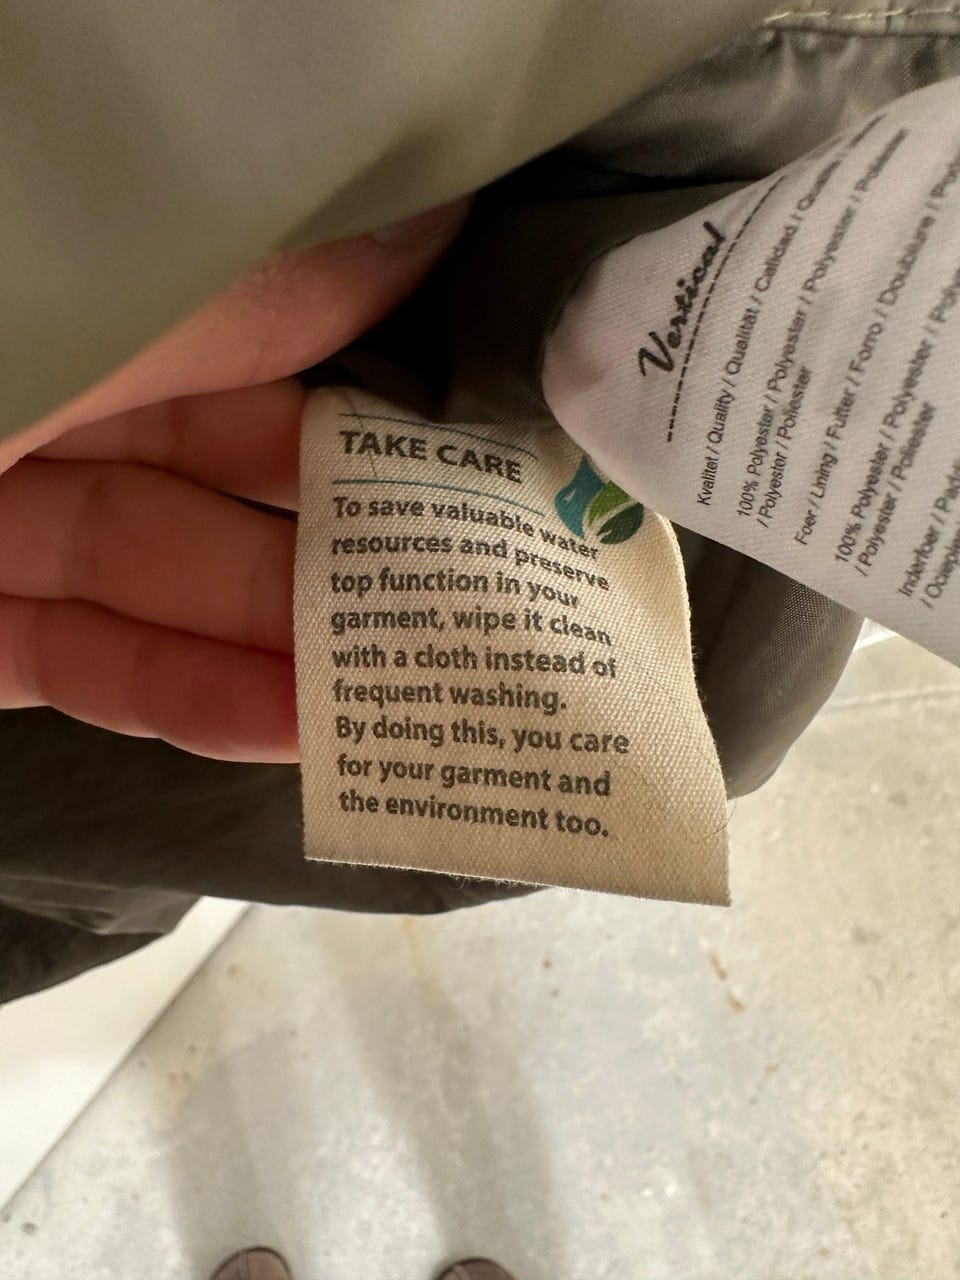 TAKE CARE
To save valuable water
resources and preserve
top function in your
garment, wipe it clean
with a cloth instead of
frequent washing.
By doing this, you care
for your garment and
the environment too.
Vertical
Kvalitet / Quality / Qualität / Calidad / Qualité /
100% Polyester / Polyester / Polyester / Poliéster
/ Polyester / Poliester
Foer / Lining / Futter / Forro / Doublure /
100% Polyester / Polyester / Polyester /
/ Polyester / Poliester
Inderfoer /